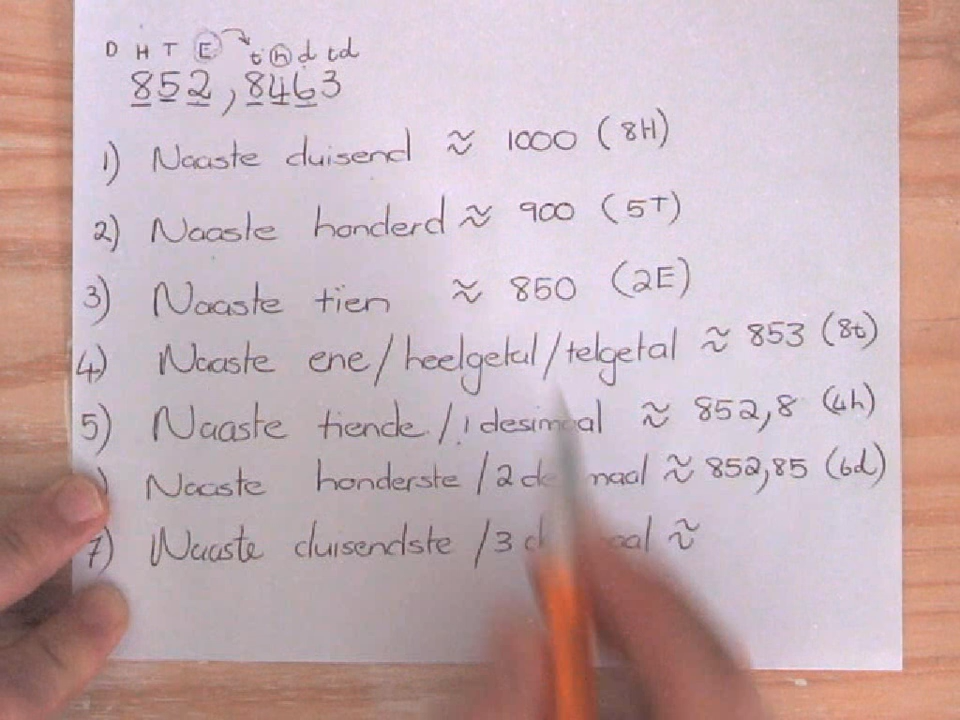 D H T E t h d td
852,8463
1) Naaste duisend ≈ 1000 (8H)
2) Naaste honderd ≈ 900 (5T)
3) Naaste tien ≈ 850 (2E)
4) Naaste ene/heelgetal/telgetal ≈ 853 (8t)
5) Naaste tiende/1 desimaal ≈ 852,8 (4h)
) Naaste honderste /2 ≈ 852,85 (6d)
7) Naaste duisendste /3 ≈